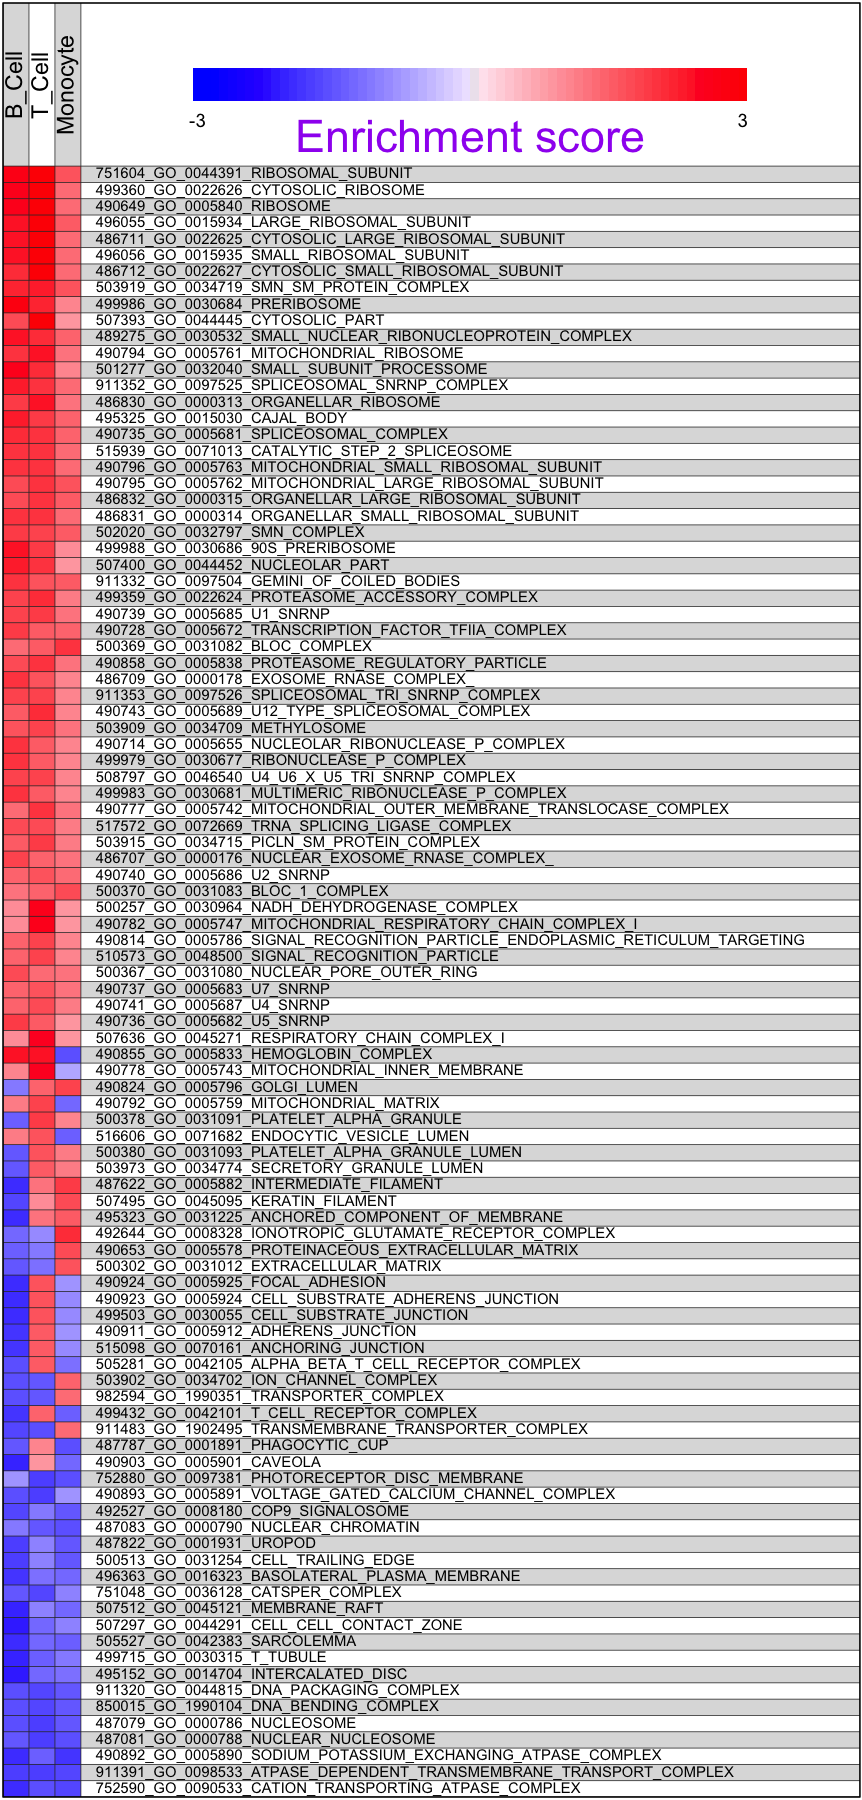 B_Cell
T_Cell
Monocyte
-3
3
Enrichment score
751604_GO_0044391_RIBOSOMAL_SUBUNIT
499360_GO_0022626_CYTOSOLIC_RIBOSOME
490649_GO_0005840_RIBOSOME
496055_GO_0015934_LARGE_RIBOSOMAL_SUBUNIT
486711_GO_0022625_CYTOSOLIC_LARGE_RIBOSOMAL_SUBUNIT
496056_GO_0015935_SMALL_RIBOSOMAL_SUBUNIT
486712_GO_0022627_CYTOSOLIC_SMALL_RIBOSOMAL_SUBUNIT
503919_GO_0034719_SMN_SM_PROTEIN_COMPLEX
499986_GO_0030684_PRERIBOSOME
507393_GO_0044445_CYTOSOLIC_PART
489275_GO_0030532_SMALL_NUCLEAR_RIBONUCLEOPROTEIN_COMPLEX
490794_GO_0005761_MITOCHONDRIAL_RIBOSOME
501277_GO_0032040_SMALL_SUBUNIT_PROCESSOME
911352_GO_0097525_SPLICEOSOMAL_SNRNP_COMPLEX
486830_GO_0000313_ORGANELLAR_RIBOSOME
495325_GO_0015030_CAJAL_BODY
490735_GO_0005681_SPLICEOSOMAL_COMPLEX
515939_GO_0071013_CATALYTIC_STEP_2_SPLICEOSOME
490796_GO_0005763_MITOCHONDRIAL_SMALL_RIBOSOMAL_SUBUNIT
490795_GO_0005762_MITOCHONDRIAL_LARGE_RIBOSOMAL_SUBUNIT
486832_GO_0000315_ORGANELLAR_LARGE_RIBOSOMAL_SUBUNIT
486831_GO_0000314_ORGANELLAR_SMALL_RIBOSOMAL_SUBUNIT
502020_GO_0032797_SMN_COMPLEX
499988_GO_0030686_90S_PRERIBOSOME
507400_GO_0044452_NUCLEOLAR_PART
911332_GO_0097504_GEMINI_OF_COILED_BODIES
499359_GO_0022624_PROTEASOME_ACCESSORY_COMPLEX
490739_GO_0005685_U1_SNRNP
490728_GO_0005672_TRANSCRIPTION_FACTOR_TFIIA_COMPLEX
500369_GO_0031082_BLOC_COMPLEX
490858_GO_0005838_PROTEASOME_REGULATORY_PARTICLE
486709_GO_0000178_EXOSOME_RNASE_COMPLEX_
911353_GO_0097526_SPLICEOSOMAL_TRI_SNRNP_COMPLEX
490743_GO_0005689_U12_TYPE_SPLICEOSOMAL_COMPLEX
503909_GO_0034709_METHYLOSOME
490714_GO_0005655_NUCLEOLAR_RIBONUCLEASE_P_COMPLEX
499979_GO_0030677_RIBONUCLEASE_P_COMPLEX
508797_GO_0046540_U4_U6_X_U5_TRI_SNRNP_COMPLEX
499983_GO_0030681_MULTIMERIC_RIBONUCLEASE_P_COMPLEX
490777_GO_0005742_MITOCHONDRIAL_OUTER_MEMBRANE_TRANSLOCASE_COMPLEX
517572_GO_0072669_TRNA_SPLICING_LIGASE_COMPLEX
503915_GO_0034715_PICLN_SM_PROTEIN_COMPLEX
486707_GO_0000176_NUCLEAR_EXOSOME_RNASE_COMPLEX_
490740_GO_0005686_U2_SNRNP
500370_GO_0031083_BLOC_1_COMPLEX
500257_GO_0030964_NADH_DEHYDROGENASE_COMPLEX
490782_GO_0005747_MITOCHONDRIAL_RESPIRATORY_CHAIN_COMPLEX_I
490814_GO_0005786_SIGNAL_RECOGNITION_PARTICLE_ENDOPLASMIC_RETICULUM_TARGETING
510573_GO_0048500_SIGNAL_RECOGNITION_PARTICLE
500367_GO_0031080_NUCLEAR_PORE_OUTER_RING
490737_GO_0005683_U7_SNRNP
490741_GO_0005687_U4_SNRNP
490736_GO_0005682_U5_SNRNP
507636_GO_0045271_RESPIRATORY_CHAIN_COMPLEX_I
490855_GO_0005833_HEMOGLOBIN_COMPLEX
490778_GO_0005743_MITOCHONDRIAL_INNER_MEMBRANE
490824_GO_0005796_GOLGI_LUMEN
490792_GO_0005759_MITOCHONDRIAL_MATRIX
500378_GO_0031091_PLATELET_ALPHA_GRANULE
516606_GO_0071682_ENDOCYTIC_VESICLE_LUMEN
500380_GO_0031093_PLATELET_ALPHA_GRANULE_LUMEN
503973_GO_0034774_SECRETORY_GRANULE_LUMEN
487622_GO_0005882_INTERMEDIATE_FILAMENT
507495_GO_0045095_KERATIN_FILAMENT
495323_GO_0031225_ANCHORED_COMPONENT_OF_MEMBRANE
492644_GO_0008328_IONOTROPIC_GLUTAMATE_RECEPTOR_COMPLEX
490653_GO_0005578_PROTEINACEOUS_EXTRACELLULAR_MATRIX
500302_GO_0031012_EXTRACELLULAR_MATRIX
490924_GO_0005925_FOCAL_ADHESION
490923_GO_0005924_CELL_SUBSTRATE_ADHERENS_JUNCTION
499503_GO_0030055_CELL_SUBSTRATE_JUNCTION
490911_GO_0005912_ADHERENS_JUNCTION
515098_GO_0070161_ANCHORING_JUNCTION
505281_GO_0042105_ALPHA_BETA_T_CELL_RECEPTOR_COMPLEX
503902_GO_0034702_ION_CHANNEL_COMPLEX
982594_GO_1990351_TRANSPORTER_COMPLEX
499432_GO_0042101_T_CELL_RECEPTOR_COMPLEX
911483_GO_1902495_TRANSMEMBRANE_TRANSPORTER_COMPLEX
487787_GO_0001891_PHAGOCYTIC_CUP
490903_GO_0005901_CAVEOLA
752880_GO_0097381_PHOTORECEPTOR_DISC_MEMBRANE
490893_GO_0005891_VOLTAGE_GATED_CALCIUM_CHANNEL_COMPLEX
492527_GO_0008180_COP9_SIGNALOSOME
487083_GO_0000790_NUCLEAR_CHROMATIN
487822_GO_0001931_UROPOD
500513_GO_0031254_CELL_TRAILING_EDGE
496363_GO_0016323_BASOLATERAL_PLASMA_MEMBRANE
751048_GO_0036128_CATSPER_COMPLEX
507512_GO_0045121_MEMBRANE_RAFT
507297_GO_0044291_CELL_CELL_CONTACT_ZONE
505527_GO_0042383_SARCOLEMMA
499715_GO_0030315_T_TUBULE
495152_GO_0014704_INTERCALATED_DISC
911320_GO_0044815_DNA_PACKAGING_COMPLEX
850015_GO_1990104_DNA_BENDING_COMPLEX
487079_GO_0000786_NUCLEOSOME
487081_GO_0000788_NUCLEAR_NUCLEOSOME
490892_GO_0005890_SODIUM_POTASSIUM_EXCHANGING_ATPASE_COMPLEX
911391_GO_0098533_ATPASE_DEPENDENT_TRANSMEMBRANE_TRANSPORT_COMPLEX
752590_GO_0090533_CATION_TRANSPORTING_ATPASE_COMPLEX